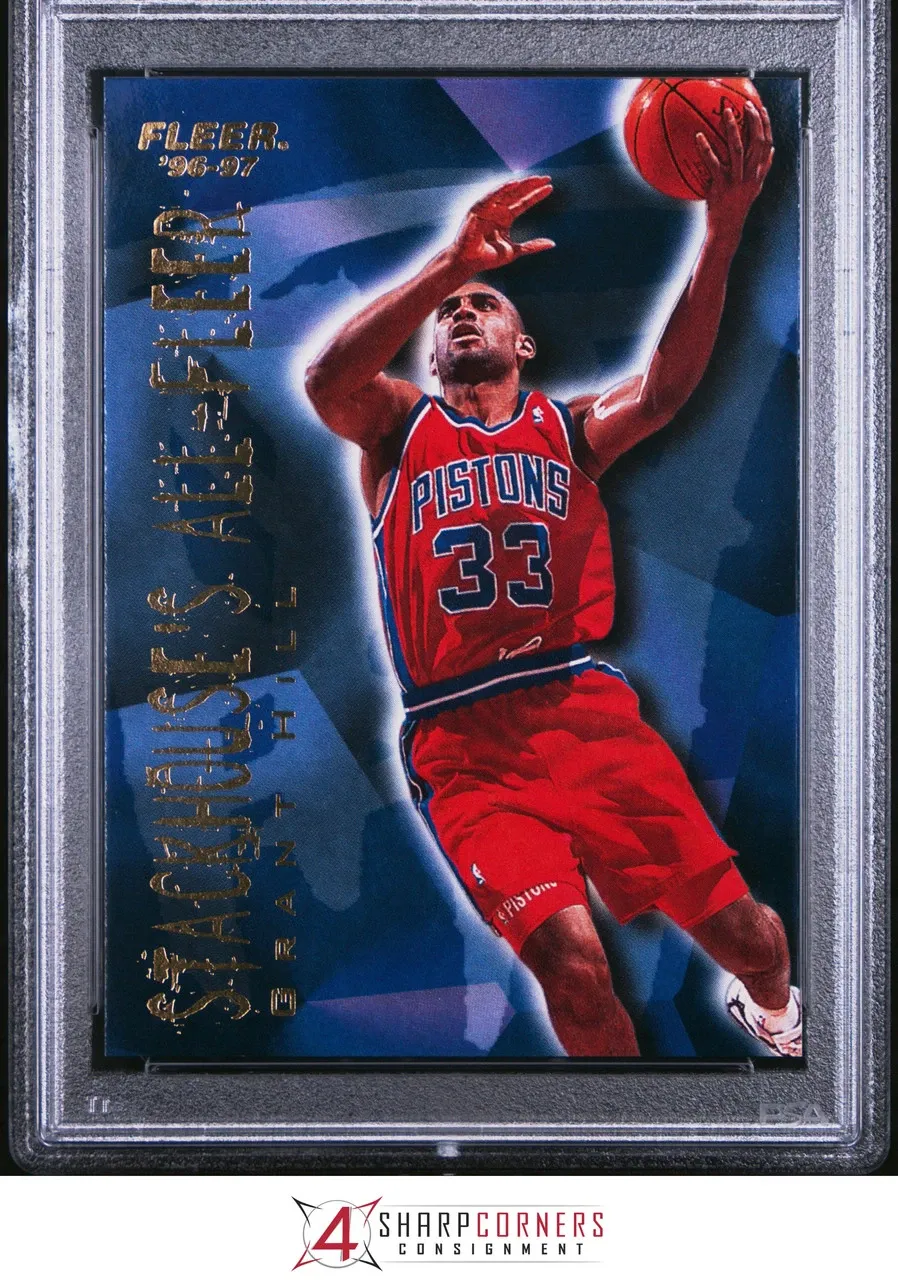 FLEER.
'96-97
STACKHOUSE'S ALL-FLEER
GRANT HILL
PISTONS
33
PISTONS
PSA
4 SHARPCORNERS
CONSIGNMENT